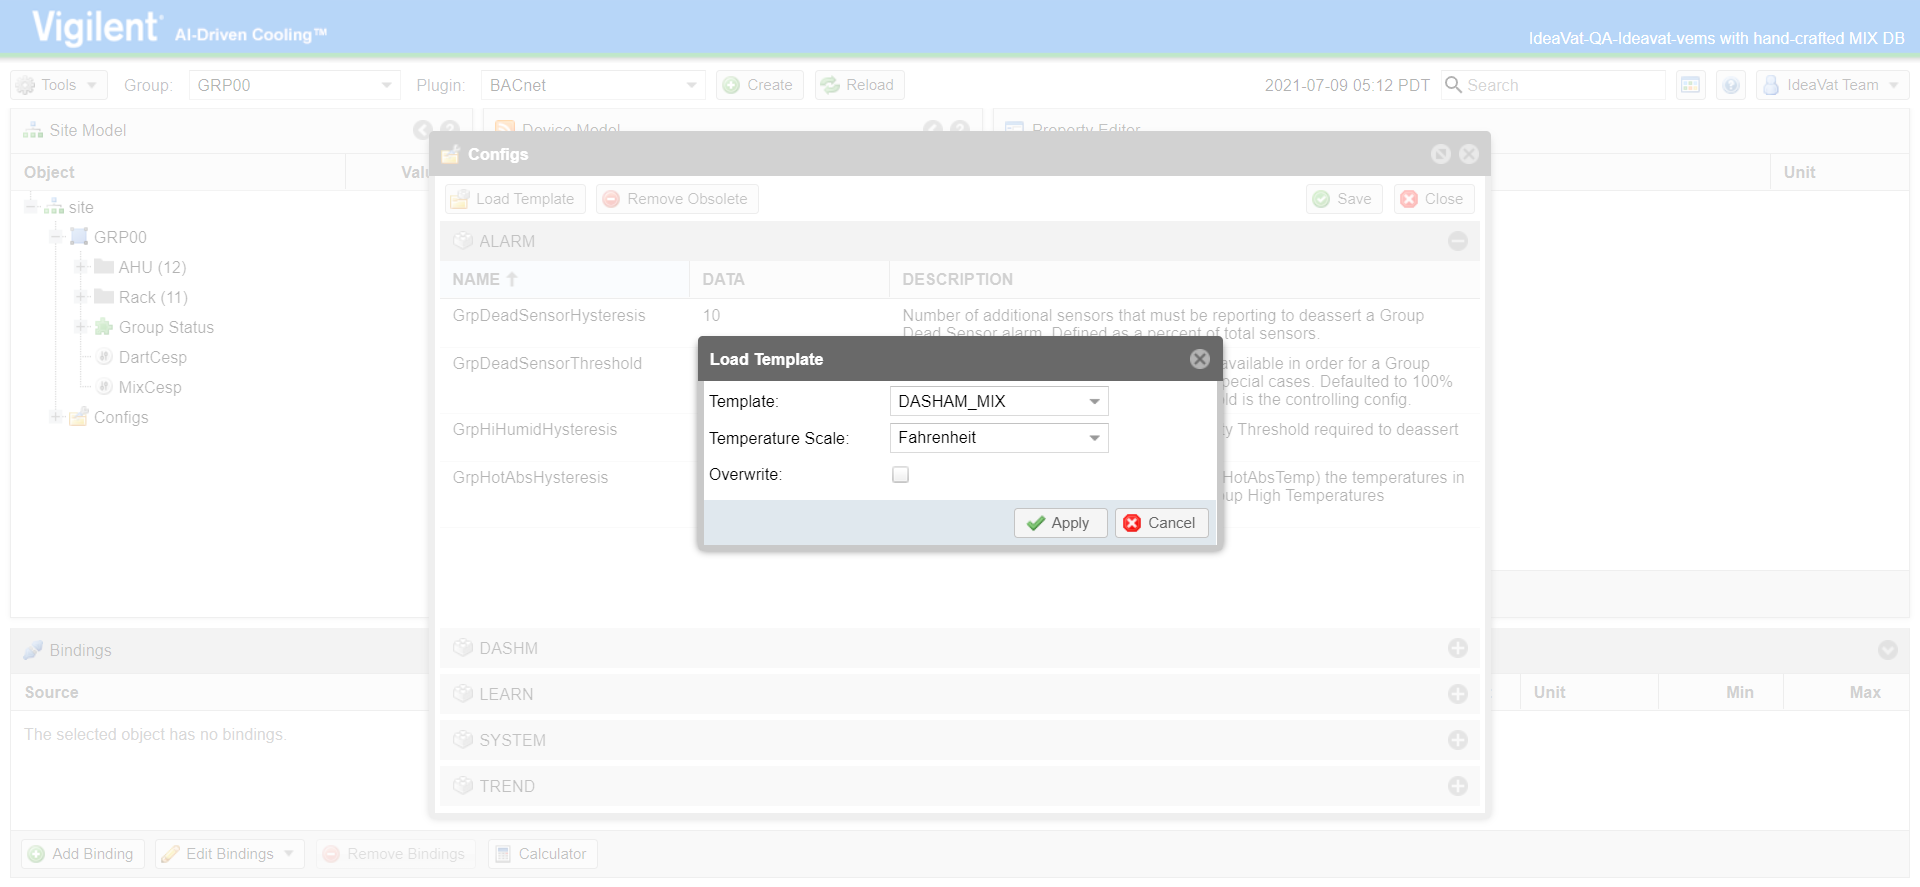 Vigilent AI-Driven Cooling™
IdeaVat-QA-Ideavat-vems with hand-crafted MIX DB
Tools Group: GRP00 Plugin: BACnet Create Reload 2021-07-09 05:12 PDT Search IdeaVat Team
Site Model Device Model Property Editor
Object Unit
site
GRP00
AHU (12)
Rack (11)
Group Status
DartCesp
MixCesp
Configs
Configs
Load Template Remove Obsolete Save Close
ALARM
NAME DATA DESCRIPTION
GrpDeadSensorHysteresis 10 Number of additional sensors that must be reporting to deassert a Group
Dead Sensor alarm. Defined as a percent of total sensors.
GrpDeadSensorThreshold available in order for a Group
special cases. Defaulted to 100%
is the controlling config.
GrpHiHumidHysteresis Threshold required to deassert
GrpHotAbsHysteresis HotAbsTemp) the temperatures in
High Temperatures
Load Template
Template: DASHAM_MIX
Temperature Scale: Fahrenheit
Overwrite:
Apply Cancel
DASHM
LEARN
SYSTEM
TREND
Bindings
Source Unit Min Max
The selected object has no bindings.
Add Binding Edit Bindings Remove Bindings Calculator